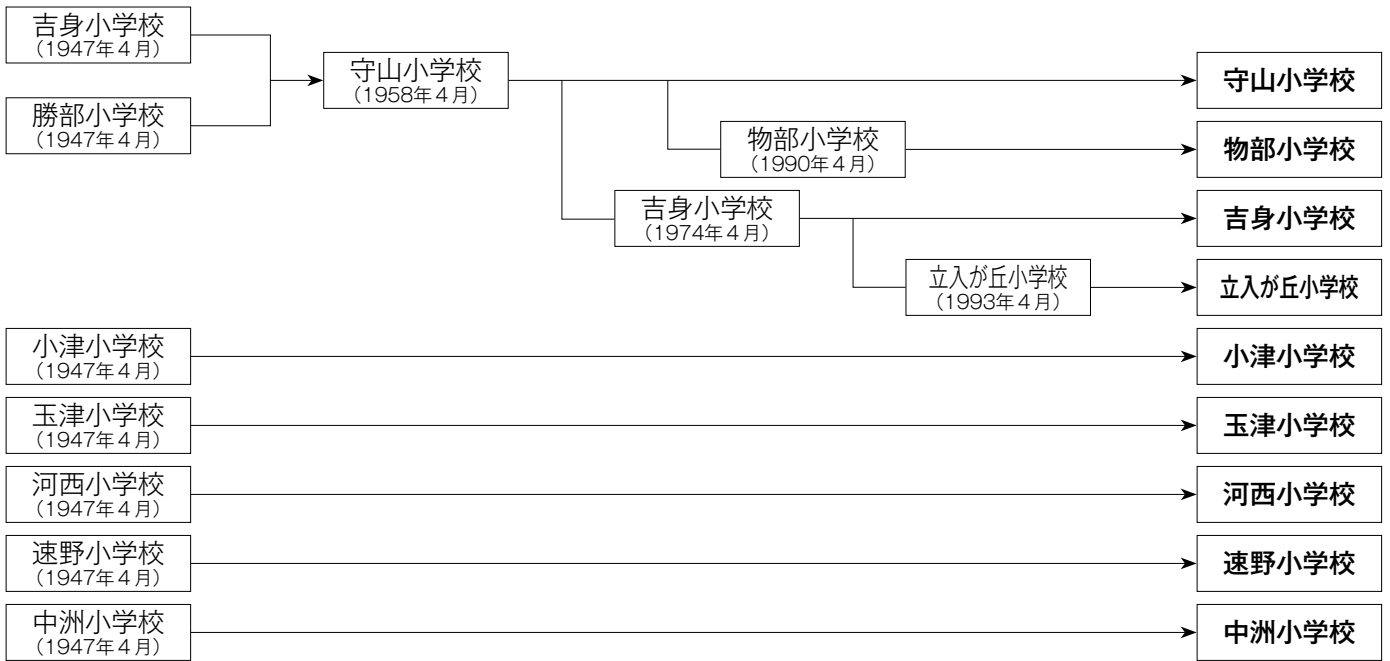 吉身小学校
（1947年４月）
勝部小学校
（1947年４月）
守山小学校
（1958年４月）
守山小学校
物部小学校
（1990年４月）
物部小学校
吉身小学校
（1974年４月）
吉身小学校
立入が丘小学校
（1993年４月）
立入が丘小学校
小津小学校
（1947年４月）
小津小学校
玉津小学校
（1947年４月）
玉津小学校
河西小学校
（1947年４月）
河西小学校
速野小学校
（1947年４月）
速野小学校
中洲小学校
（1947年４月）
中洲小学校